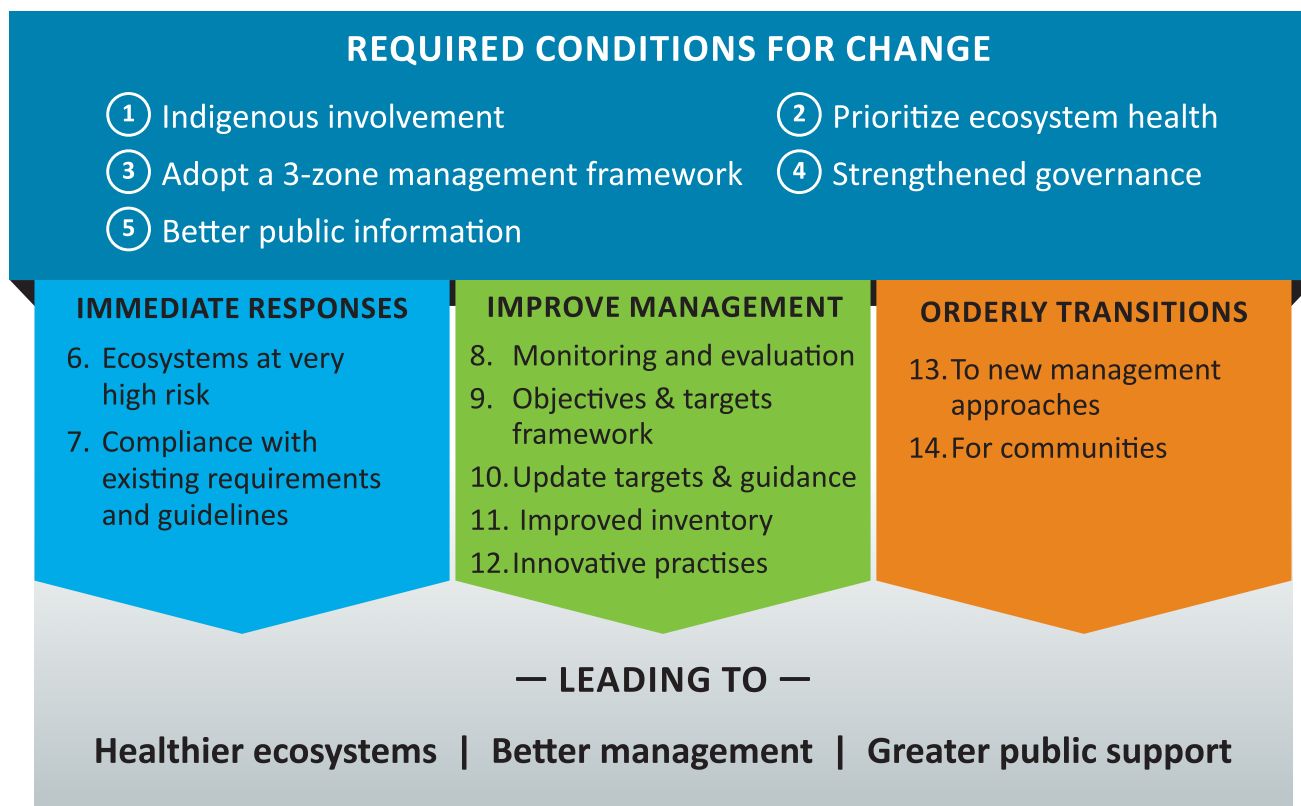 REQUIRED CONDITIONS FOR CHANGE
1 Indigenous involvement
2 Prioritize ecosystem health
3 Adopt a 3-zone management framework
4 Strengthened governance
5 Better public information
IMMEDIATE RESPONSES
6. Ecosystems at very
high risk
7. Compliance with
existing requirements
and guidelines
IMPROVE MANAGEMENT
8. Monitoring and evaluation
9. Objectives & targets
framework
10. Update targets & guidance
11. Improved inventory
12. Innovative practises
ORDERLY TRANSITIONS
13. To new management
approaches
14. For communities
— LEADING TO —
Healthier ecosystems | Better management | Greater public support